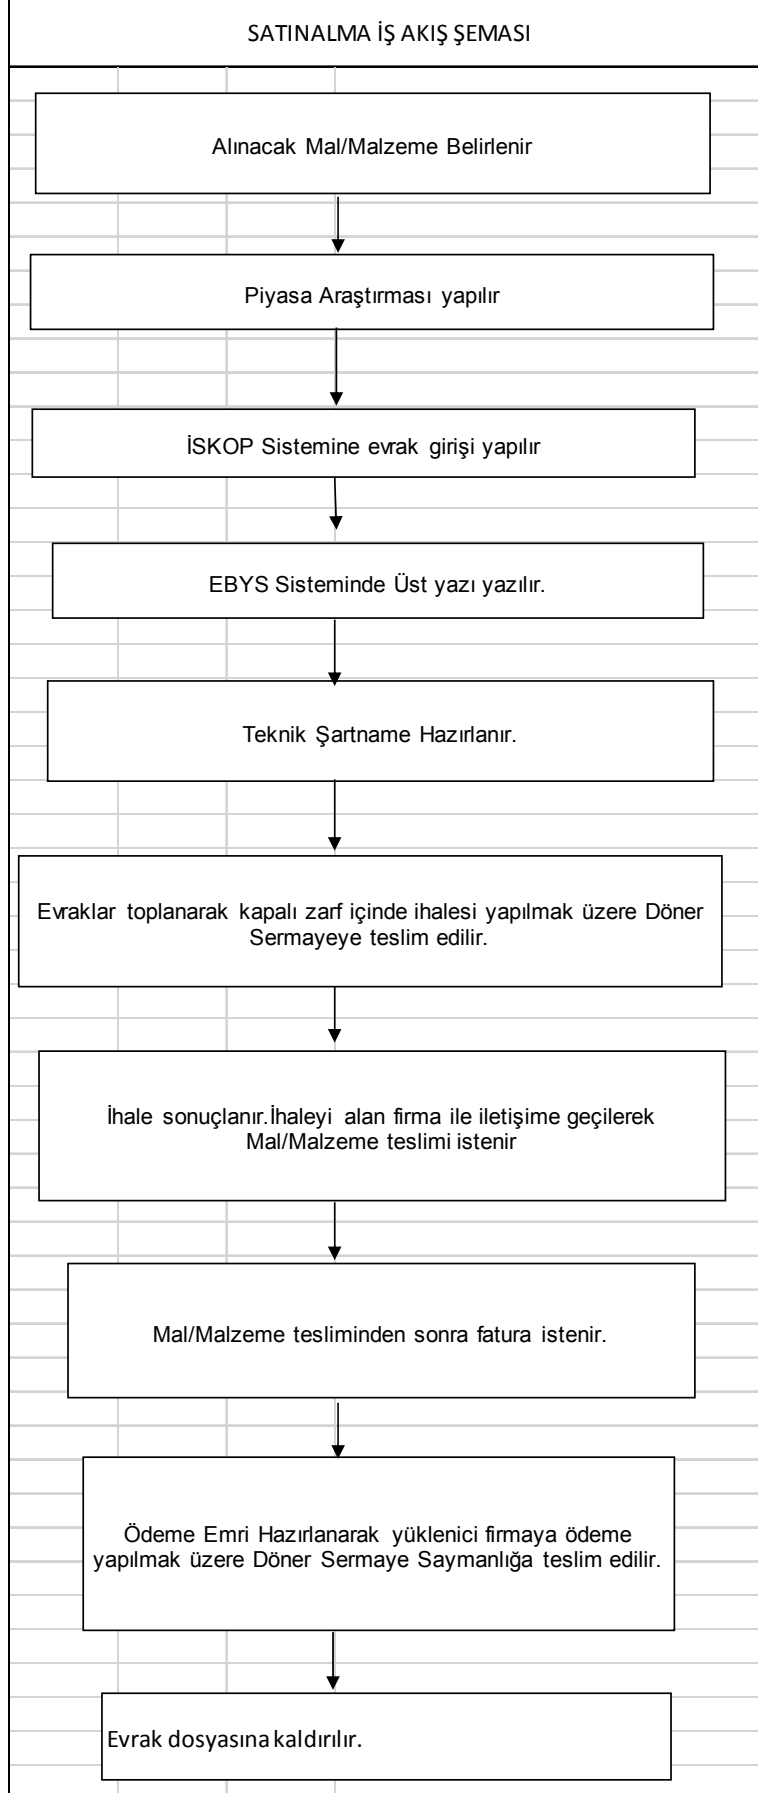 SATINALMA İŞ AKIŞ ŞEMASI
Alınacak Mal/Malzeme Belirlenir
Piyasa Araştırması yapılır
İSKOP Sistemine evrak girişi yapılır
EBYS Sisteminde Üst yazı yazılır.
Teknik Şartname Hazırlanır.
Evraklar toplanarak kapalı zarf içinde ihalesi yapılmak üzere Döner
Sermayeye teslim edilir.
İhale sonuçlanır.İhaleyi alan firma ile iletişime geçilerek
Mal/Malzeme teslimi istenir
Mal/Malzeme tesliminden sonra fatura istenir.
Ödeme Emri Hazırlanarak yüklenici firmaya ödeme
yapılmak üzere Döner Sermaye Saymanlığa teslim edilir.
Evrak dosyasına kaldırılır.